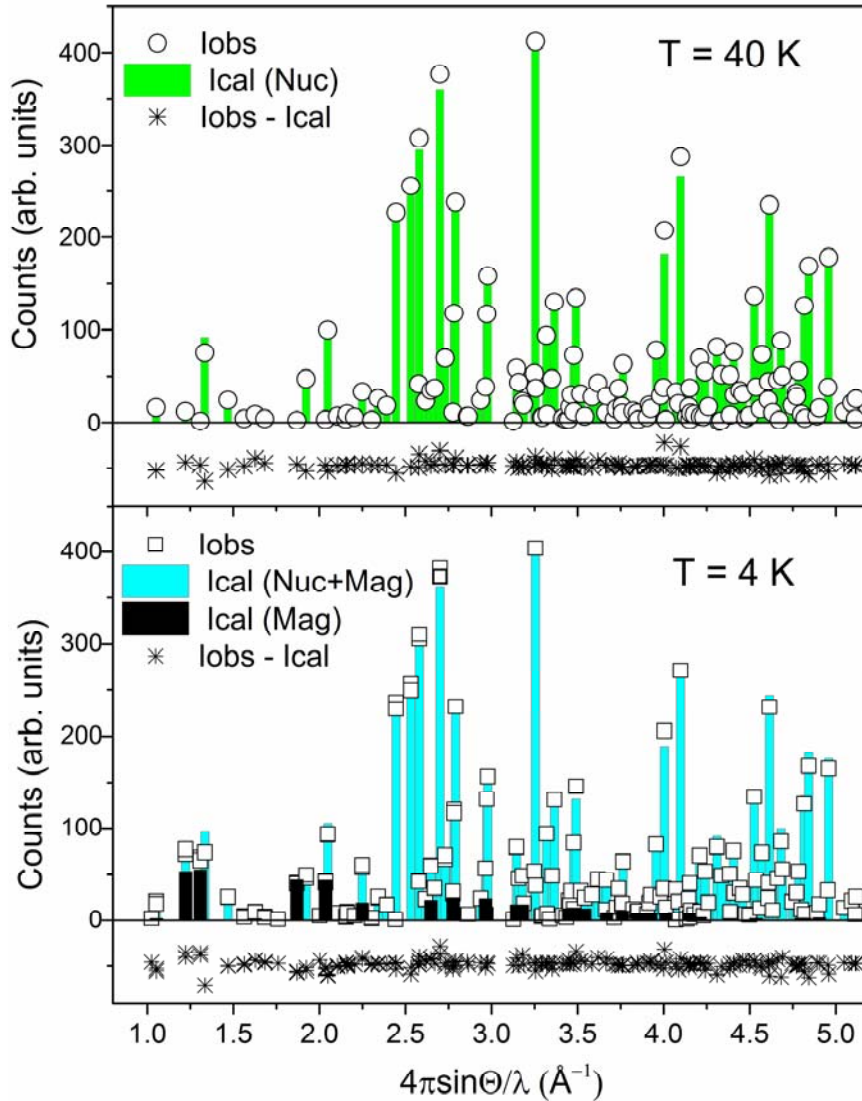 400
300
200
100
0
Counts (arb. units)
Iobs
Ical (Nuc)
Iobs - Ical
T = 40 K
400
300
200
100
0
Counts (arb. units)
Iobs
Ical (Nuc+Mag)
Ical (Mag)
Iobs - Ical
T = 4 K
1.0 1.5 2.0 2.5 3.0 3.5 4.0 4.5 5.0
4πsinΘ/λ (Å⁻¹)